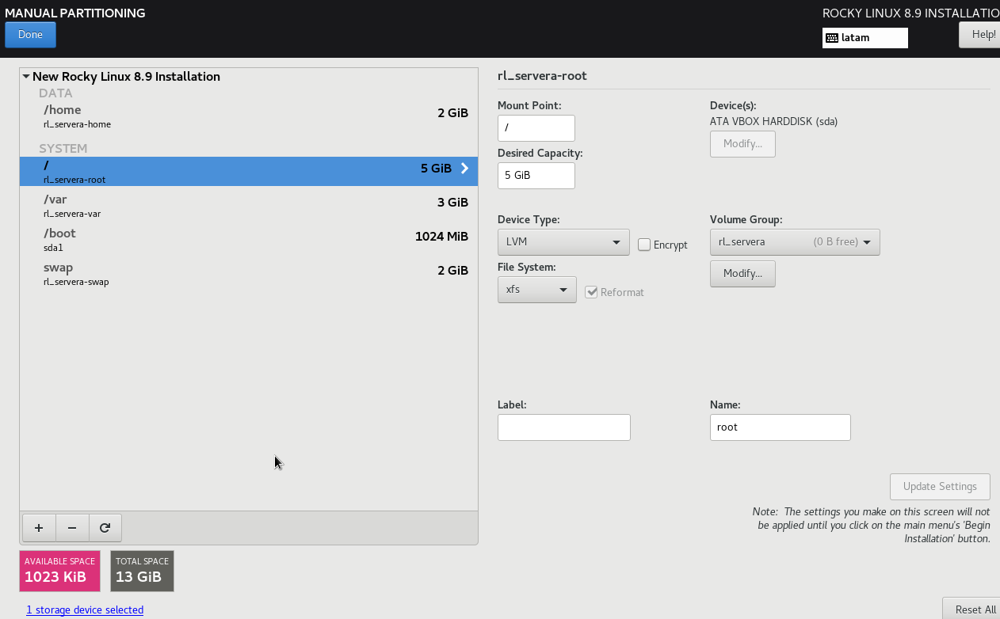 MANUAL PARTITIONING
ROCKY LINUX 8.9 INSTALLATIO
Done
latam
Help!
New Rocky Linux 8.9 Installation
DATA
/home
2 GiB
rl_servera-home
SYSTEM
/
5 GiB
rl_servera-root
/var
3 GiB
rl_servera-var
/boot
1024 MiB
sda1
swap
2 GiB
rl_servera-swap
AVAILABLE SPACE
1023 KiB
TOTAL SPACE
13 GiB
1 storage device selected
rl_servera-root
Mount Point:
/
Device(s):
ATA VBOX HARDDISK (sda)
Modify...
Desired Capacity:
5 GiB
Device Type:
LVM
Encrypt
Volume Group:
rl_servera (0 B free)
Modify...
File System:
xfs
Reformat
Label:
Name:
root
Update Settings
Note: The settings you make on this screen will not
be applied until you click on the main menu's 'Begin
Installation' button.
Reset All